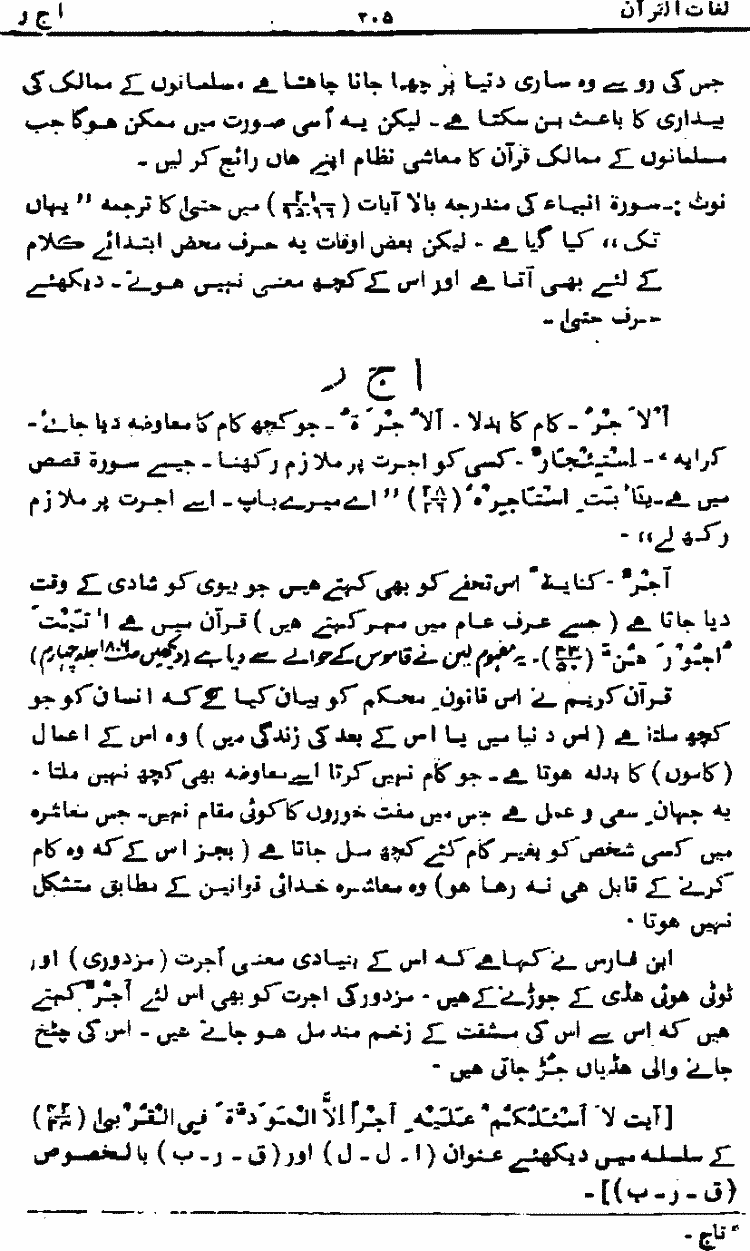 لغات القرآن ۲۰۵ ا ج ر
جس کی رو سے وہ ساری دنیا پر چھا جانا چاہتا ہے، مسلمانوں کے ممالک کی
بیداری کا باعث بن سکتا ہے ۔ لیکن یہ اُسی صورت میں ممکن ہوگا جب
مسلمانوں کے ممالک قرآن کا معاشی نظام اپنے ہاں رائج کر لیں ۔
نوٹ :۔ سورۃ انبیاء کی مندرجہ بالا آیات (۲۱/۹۵،۹۶) میں حتیٰ کا ترجمہ ’’یہاں
تک،، کیا گیا ہے ۔ لیکن بعض اوقات یہ حرف محض ابتدائے کلام
کے لئے بھی آتا ہے اور اس کے کچھ معنی نہیں ہوتے ۔ دیکھئے
حرف حتیٰ ۔
ا ج ر
اَلْاَجْرُ ۔ کام کا بدلا ۔ اَلْاُجْرَۃُ ۔ جو کچھ کام کا معاوضہ دیا جائے ۔
کرایہ * ۔ اِسْتِیْجَارٌ ۔ کسی کو اجرت پر ملازم رکھنا ۔ جیسے سورۃ قصص
میں ہے ۔ یٰٓاَبَتِ اسْتَاْجِرْہُ (۲۸/۲۶) ’’اے میرے باپ ۔ اسے اجرت پر ملازم
رکھ لے،، ۔
اَجْرٌ ۔ کنایۃً اس تحفے کو بھی کہتے ہیں جو بیوی کو شادی کے وقت
دیا جاتا ہے (جسے عرف عام میں مہر کہتے ہیں) قرآن میں ہے اٰتَیْتَ
اُجُوْرَھُنَّ (۳۳/۵۰) ۔ یہ مفہوم لین نے قاموس کے حوالے سے دیا ہے (دیکھیں جلد چہارم)
قرآن کریم نے اس قانونِ محکم کو بیان کیا ہے کہ انسان کو جو
کچھ ملتا ہے (اس دنیا میں یا اس کے بعد کی زندگی میں) وہ اس کے اعمال
(کاموں) کا بدلہ ہوتا ہے ۔ جو کام نہیں کرتا اسے معاوضہ بھی کچھ نہیں ملتا ۔
یہ جہانِ سعی و عمل ہے جس میں مفت خوروں کا کوئی مقام نہیں ۔ جس معاشرہ
میں کسی شخص کو بغیر کام کئے کچھ مل جاتا ہے (بجز اس کے کہ وہ کام
کرنے کے قابل ہی نہ رہا ہو) وہ معاشرہ خدائی قوانین کے مطابق متشکل
نہیں ہوتا ۔
ابن فارس نے کہا ہے کہ اس کے بنیادی معنی اُجرت (مزدوری) اور
ٹوٹی ہوئی ہڈی کے جوڑنے کے ہیں ۔ مزدور کی اجرت کو بھی اس لئے اَجْرٌ کہتے
ہیں کہ اس سے اس کی مشقت کے زخم مندمل ہو جاتے ہیں ۔ اس کی چٹخ
جانے والی ہڈیاں جُڑ جاتی ہیں ۔
[آیت لَا اَسْئَلُکُمْ عَلَیْہِ اَجْرًا اِلَّا الْمَوَدَّۃَ فِی الْقُرْبٰی (۴۲/۲۳)
کے سلسلہ میں دیکھئے عنوان (ا ۔ ل ۔ ل) اور (ق ۔ ر ۔ ب) بالخصوص
(ق ۔ ر ۔ ب)] ۔
* تاج ۔